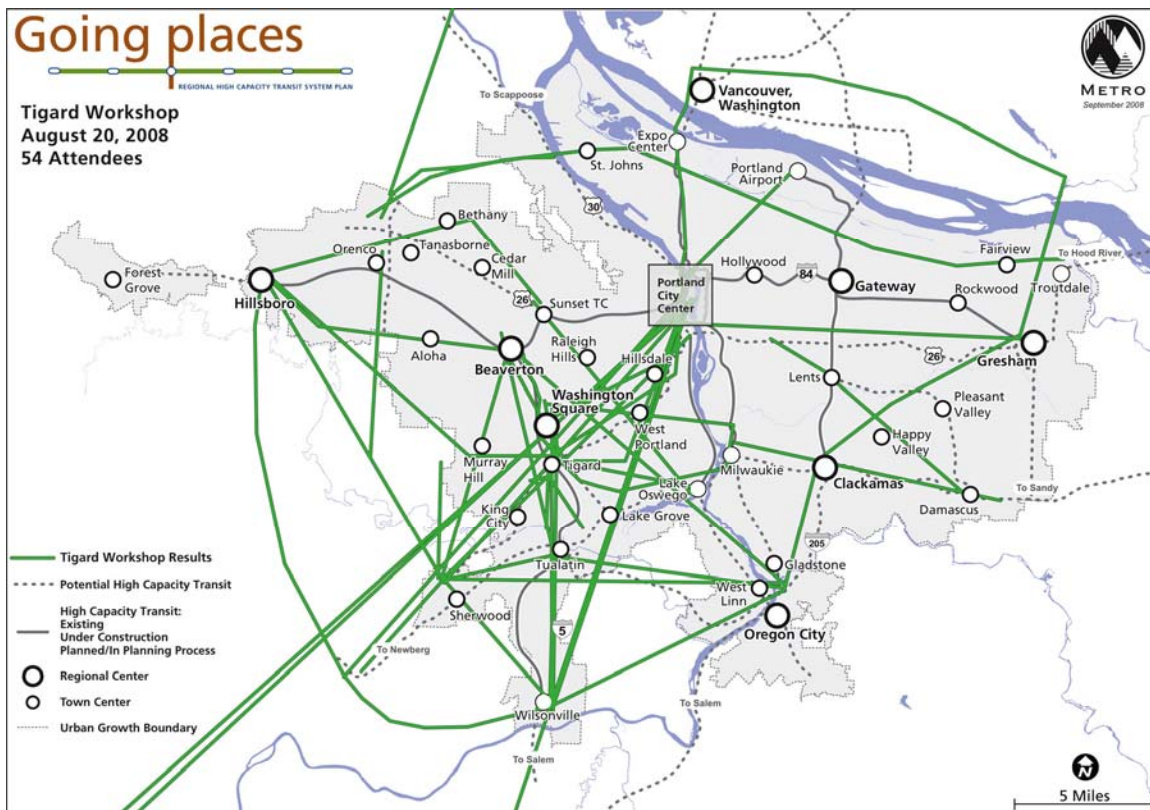 Going places
REGIONAL HIGH CAPACITY TRANSIT SYSTEM PLAN
Tigard Workshop
August 20, 2008
54 Attendees
METRO
September 2008
To Scappoose
Vancouver,
Washington
Expo
Center
St. Johns
Portland
Airport
30
Bethany
Orenco
Tanasborne
Cedar
Mill
Forest
Grove
Hillsboro
26
Sunset TC
Portland
City
Center
Hollywood
84
Gateway
Fairview
To Hood River
Troutdale
Rockwood
Aloha
Beaverton
Raleigh
Hills
Hillsdale
26
Gresham
Washington
Square
Lents
Pleasant
Valley
West
Portland
Happy
Valley
Murray
Hill
Tigard
Milwaukie
Clackamas
Lake
Oswego
To Sandy
Damascus
King
City
Lake Grove
205
Tualatin
Gladstone
West
Linn
Sherwood
Oregon City
5
To Newberg
To Salem
Wilsonville
To Salem
Tigard Workshop Results
Potential High Capacity Transit
High Capacity Transit:
Existing
Under Construction
Planned/In Planning Process
Regional Center
Town Center
Urban Growth Boundary
N
5 Miles